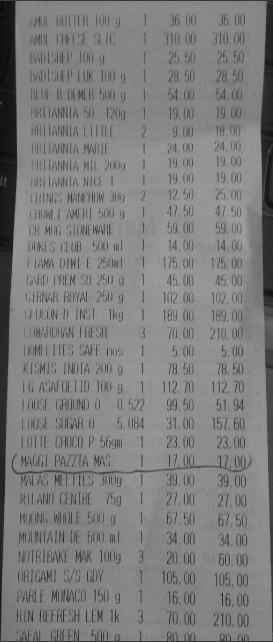 AMUL BUTTER 100 g 1 36.00 36.00
AMUL CHEESE SLIC 1 310.00 310.00
BADISHEP 100 g 1 25.50 25.50
BADISHEP LUK 100 g 1 28.50 28.50
BLUE B D.MER 500 g 1 54.00 54.00
BRITANNIA 50 120g 1 19.00 19.00
BRITANNIA LITTLE 2 9.00 18.00
BRITANNIA MARIE 1 24.00 24.00
BRITANNIA MIL 200g 1 19.00 19.00
BRITANNIA NICE 1 19.00 19.00
CHINGS MANCHOW 30g 2 12.50 25.00
CHOWLI AMERI 500 g 1 47.50 47.50
CR MUG STONEWARE 1 59.00 59.00
DUKES CLUB 500 ml 1 14.00 14.00
FIAMA DIWI E 250ml 1 175.00 175.00
GARD PREM SO 250 g 1 45.00 45.00
GIRNAR ROYAL 250 g 1 102.00 102.00
GLUCON-D INST 1kg 1 189.00 189.00
GOWARDHAN FRESH 3 70.00 210.00
HOMELITES SAFE nos 1 5.00 5.00
KISMIS INDIA 200 g 1 78.50 78.50
LG ASAFOETID 100 g 1 112.70 112.70
LOOSE GROUND O 0.522 99.50 51.94
LOOSE SUGAR O 5.084 31.00 157.60
LOTTE CHOCO P 56gm 1 23.00 23.00
MAGGI PAZZTA MAS 1 17.00 17.00
MALAS MELTIES 300g 1 39.00 39.00
MILANO CENTRE 75g 1 27.00 27.00
MOONG WHOLE 500 g 1 67.50 67.50
MOUNTAIN DE 600 ml 1 34.00 34.00
NUTRIBAKE MAK 100g 3 20.00 60.00
ORIGAMI S/S GDY 1 105.00 105.00
PARLE MONACO 150 g 1 16.00 16.00
RIN REFRESH LEM 1k 3 70.00 210.00
SAFAL GREEN 500 g 1 80.00 80.00